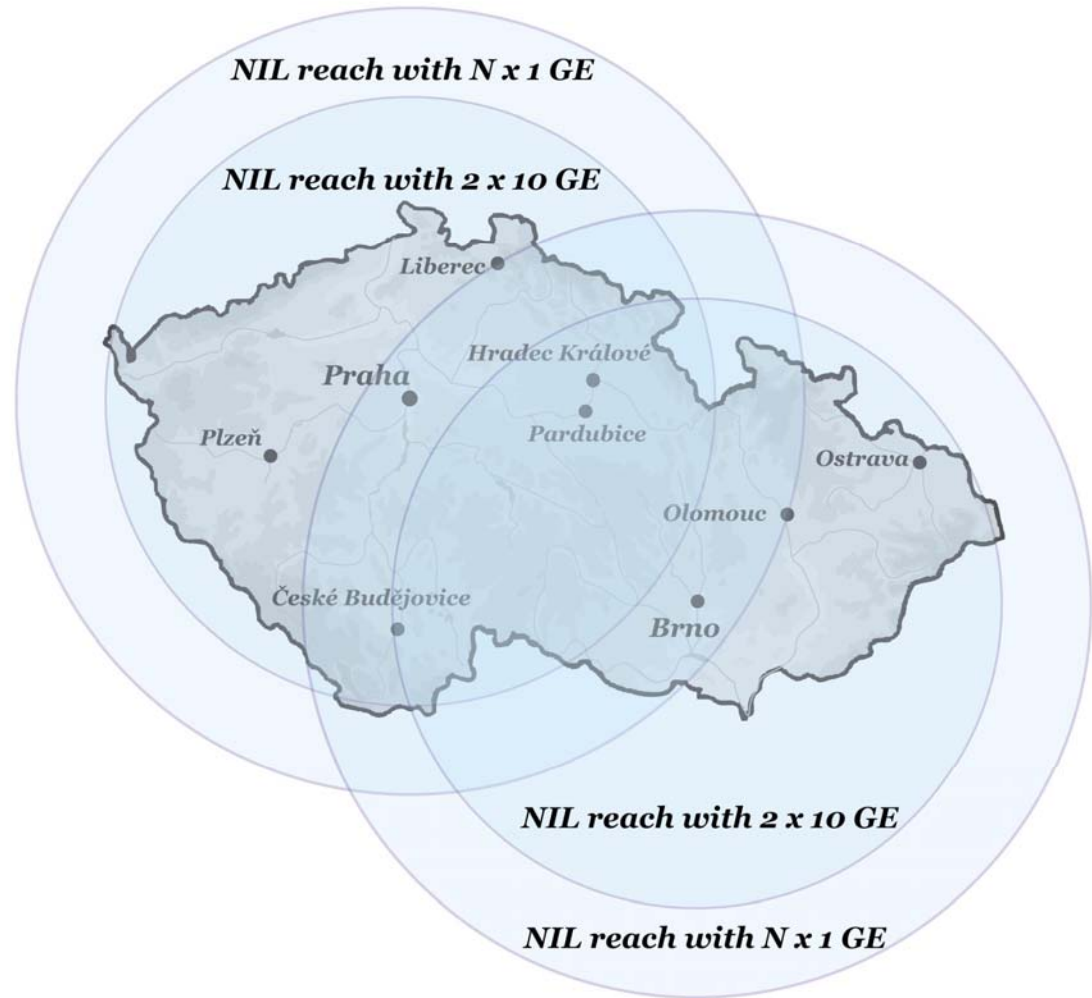 NIL reach with N x 1 GE
NIL reach with 2 x 10 GE
Liberec
Hradec Králové
Praha
Pardubice
Plzeň
Ostrava
Olomouc
České Budějovice
Brno
NIL reach with 2 x 10 GE
NIL reach with N x 1 GE